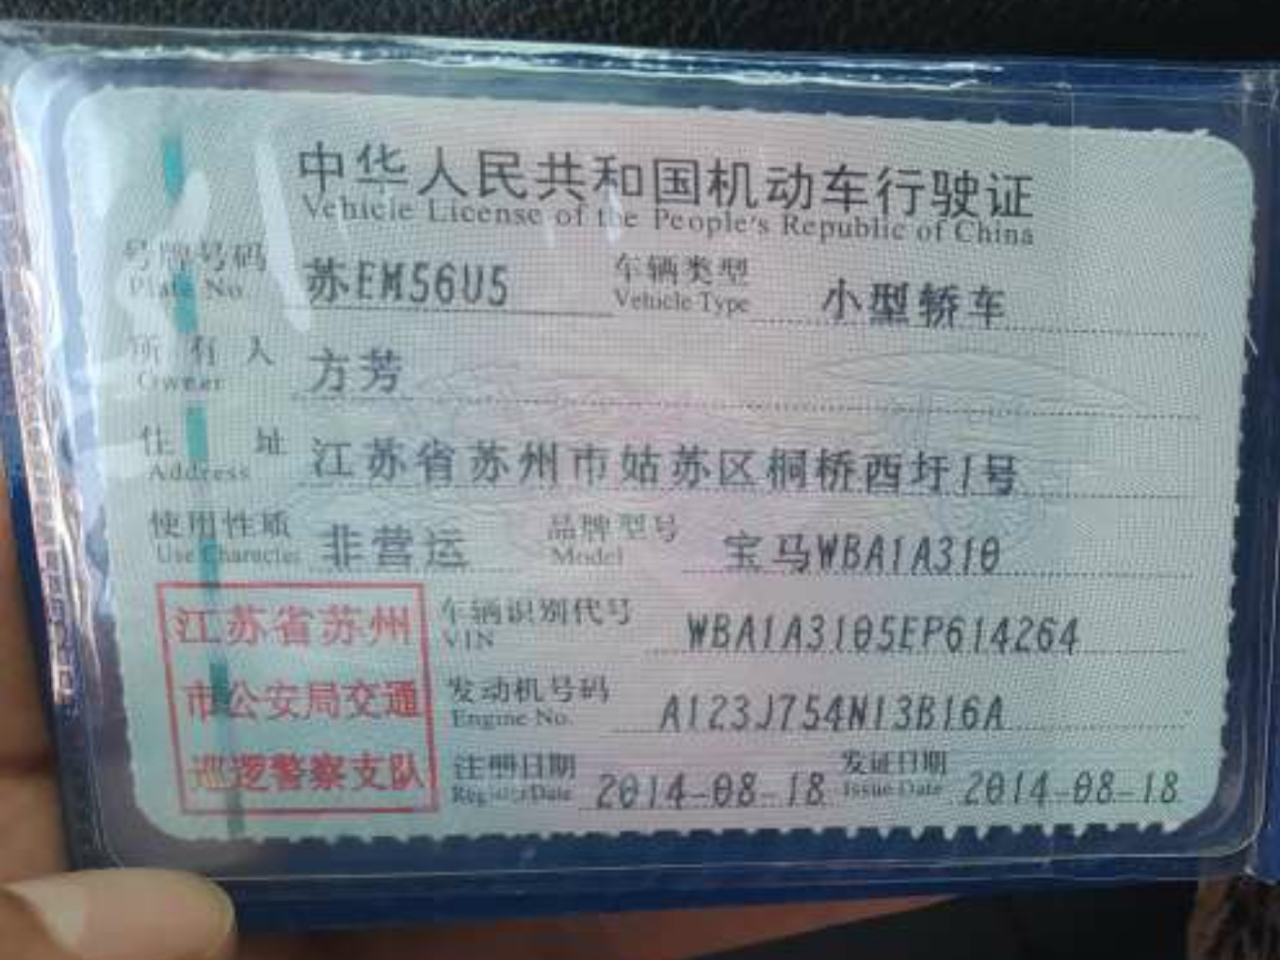 中华人民共和国机动车行驶证
Vehicle License of the People's Republic of China
号牌号码 苏EM56U5 车辆类型 小型轿车
Plate No. Vehicle Type
所有人 方芳
Owner
住址 江苏省苏州市姑苏区桐桥西圩1号
Address
使用性质 非营运 品牌型号 宝马WBA1A310
Use Character Model
江苏省苏州
市公安局交通
巡逻警察支队
车辆识别代号 WBA1A3105EP614264
VIN
发动机号码 A123J754N13B16A
Engine No.
注册日期 2014-08-18 发证日期 2014-08-18
Register Date Issue Date